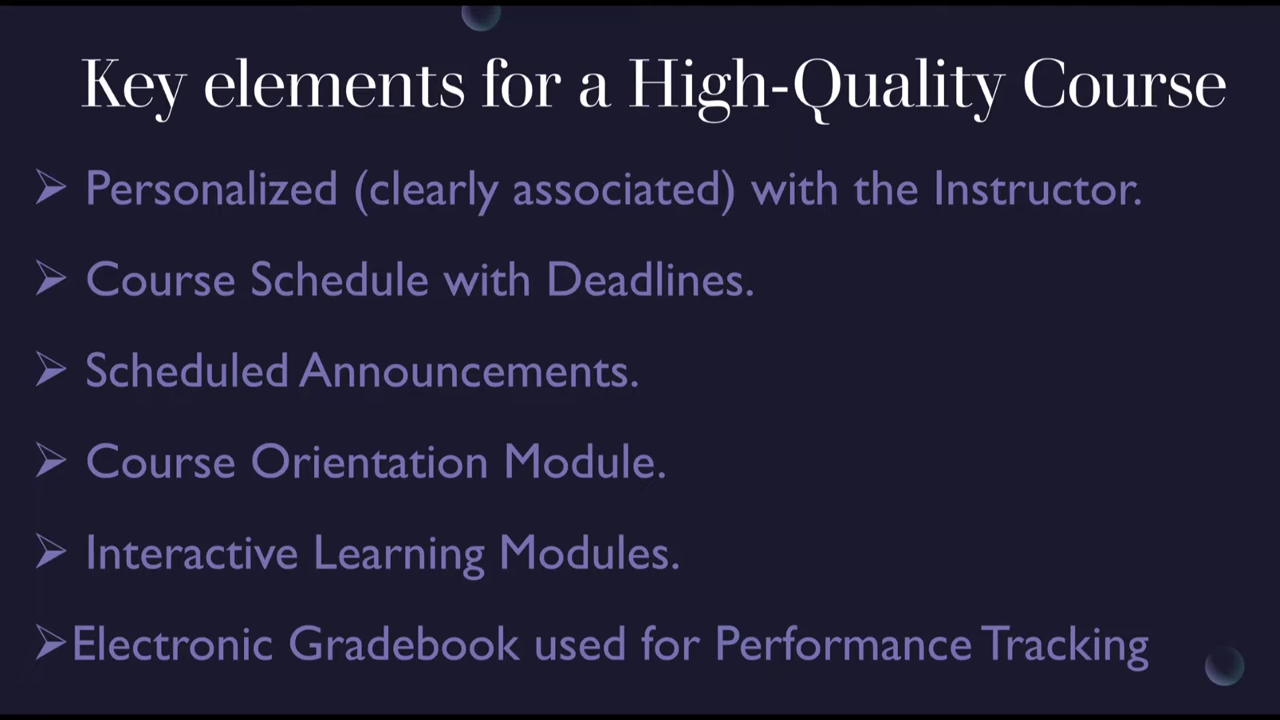 Key elements for a High-Quality Course
➢ Personalized (clearly associated) with the Instructor.
➢ Course Schedule with Deadlines.
➢ Scheduled Announcements.
➢ Course Orientation Module.
➢ Interactive Learning Modules.
➢Electronic Gradebook used for Performance Tracking